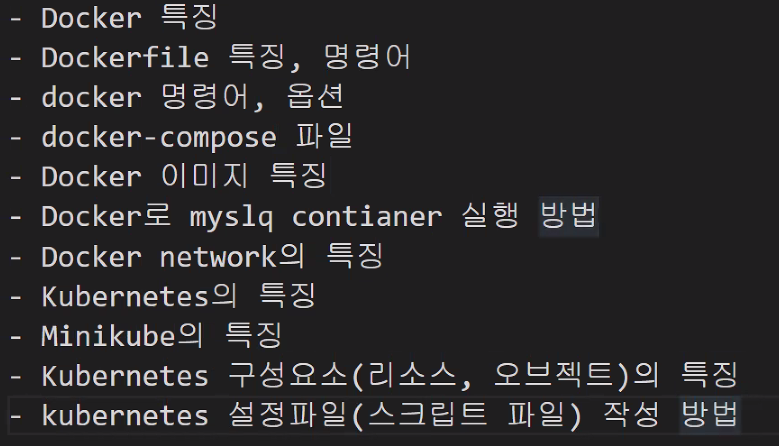 - Docker 특징
- Dockerfile 특징, 명령어
- docker 명령어, 옵션
- docker-compose 파일
- Docker 이미지 특징
- Docker로 myslq contianer 실행 방법
- Docker network의 특징
- Kubernetes의 특징
- Minikube의 특징
- Kubernetes 구성요소(리소스, 오브젝트)의 특징
- kubernetes 설정파일(스크립트 파일) 작성 방법